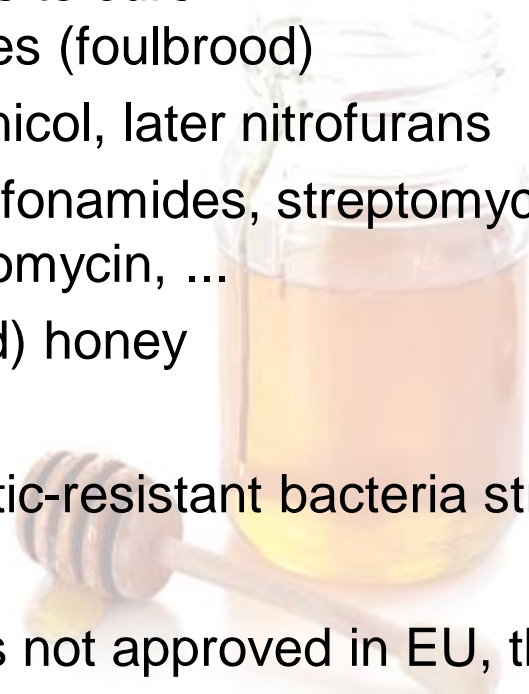 es (foulbrood)
nicol, later nitrofurans
fonamides, streptomyc
omycin, ...
d) honey
tic-resistant bacteria st
s not approved in EU, t